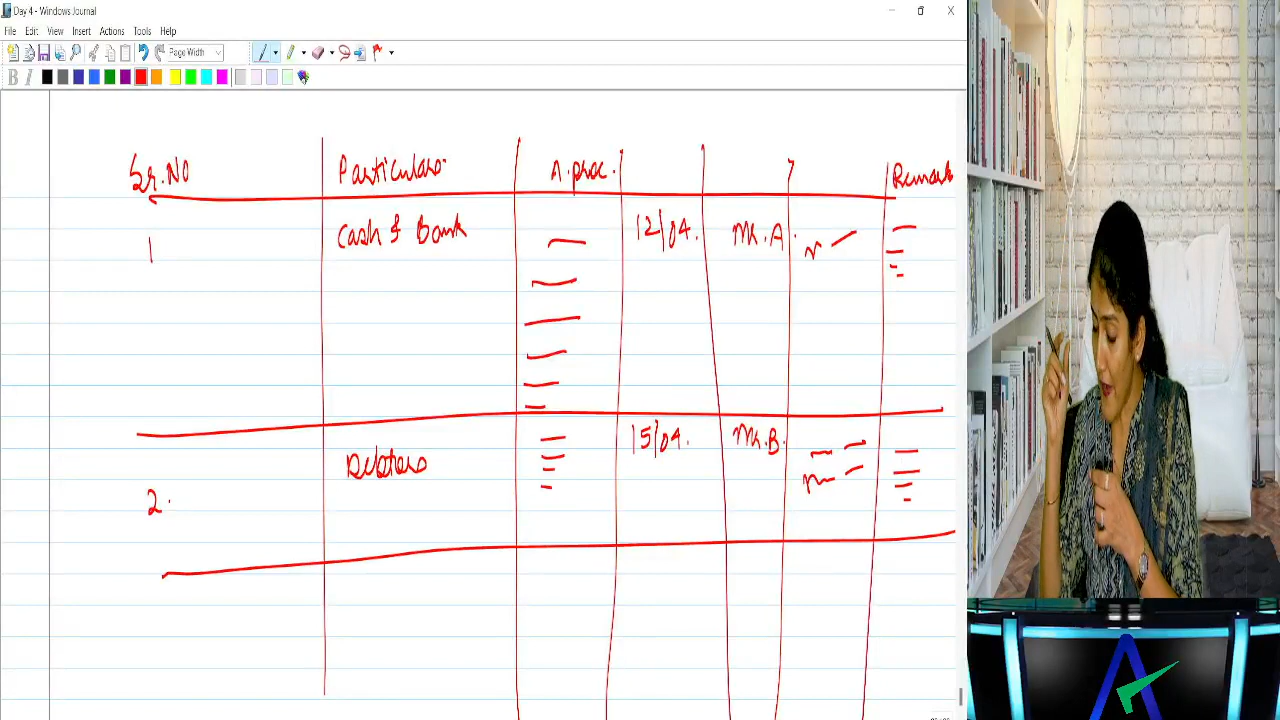 Day 4 - Windows Journal
File Edit View Insert Actions Tools Help
Page Width
B I
Sr.No Particulars A.proc. Remark
1 Cash & Bank 12/04. Mr.A.
2. Debtors 15/04. Mr.B.